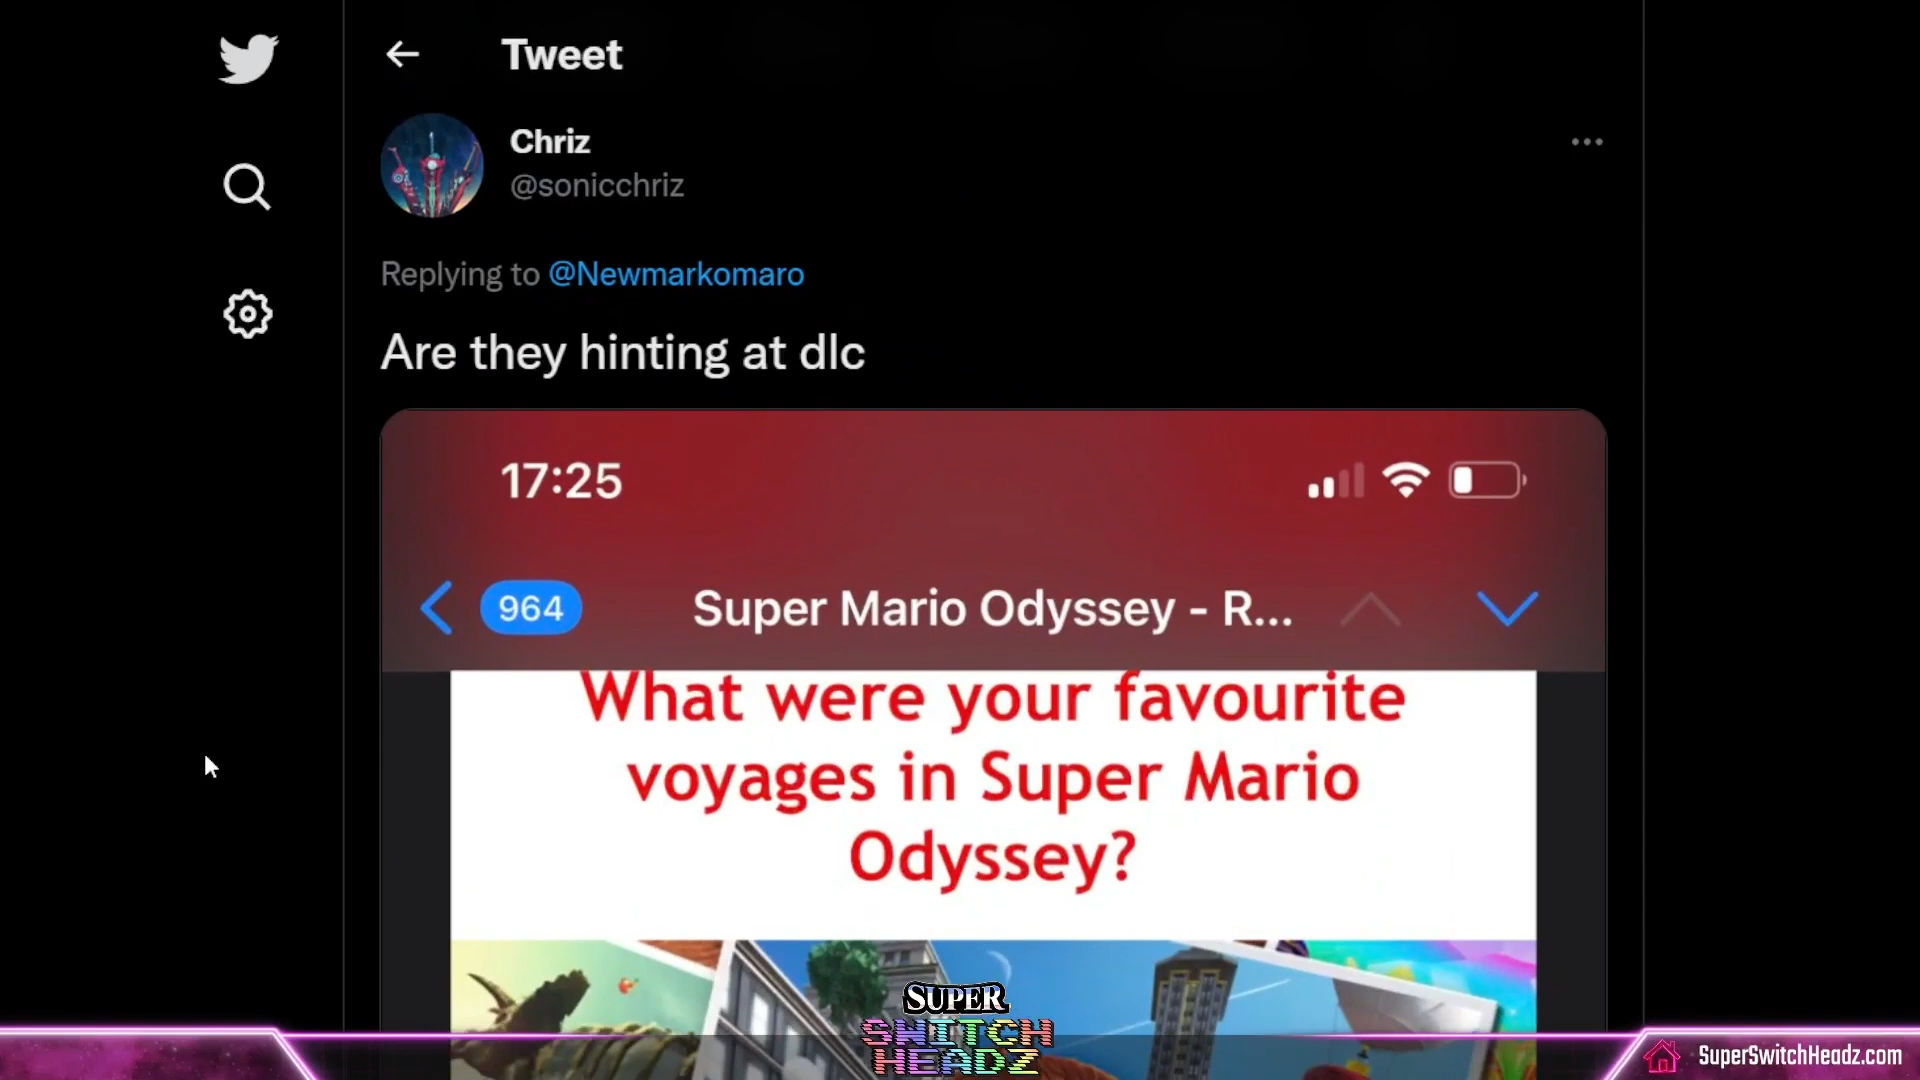 Tweet
Chriz
@sonicchriz
Replying to @Newmarkomaro
Are they hinting at dlc
17:25
964
Super Mario Odyssey - R...
What were your favourite
voyages in Super Mario
Odyssey?
SUPER
SWITCH
HEADZ
SuperSwitchHeadz.com